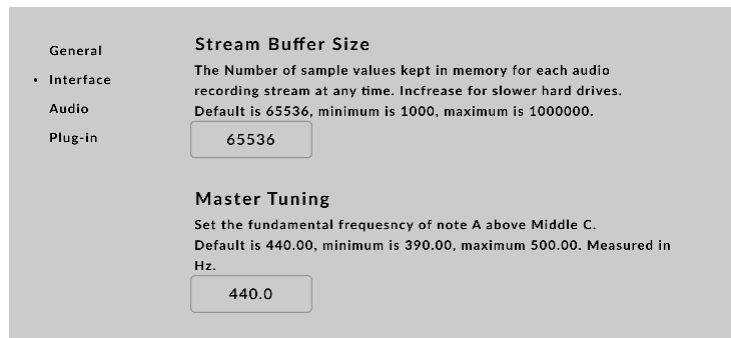 General
• Interface
Audio
Plug-in
Stream Buffer Size
The Number of sample values kept in memory for each audio
recording stream at any time. Incfrease for slower hard drives.
Default is 65536, minimum is 1000, maximum is 1000000.
65536
Master Tuning
Set the fundamental frequesncy of note A above Middle C.
Default is 440.00, minimum is 390.00, maximum 500.00. Measured in
Hz.
440.0